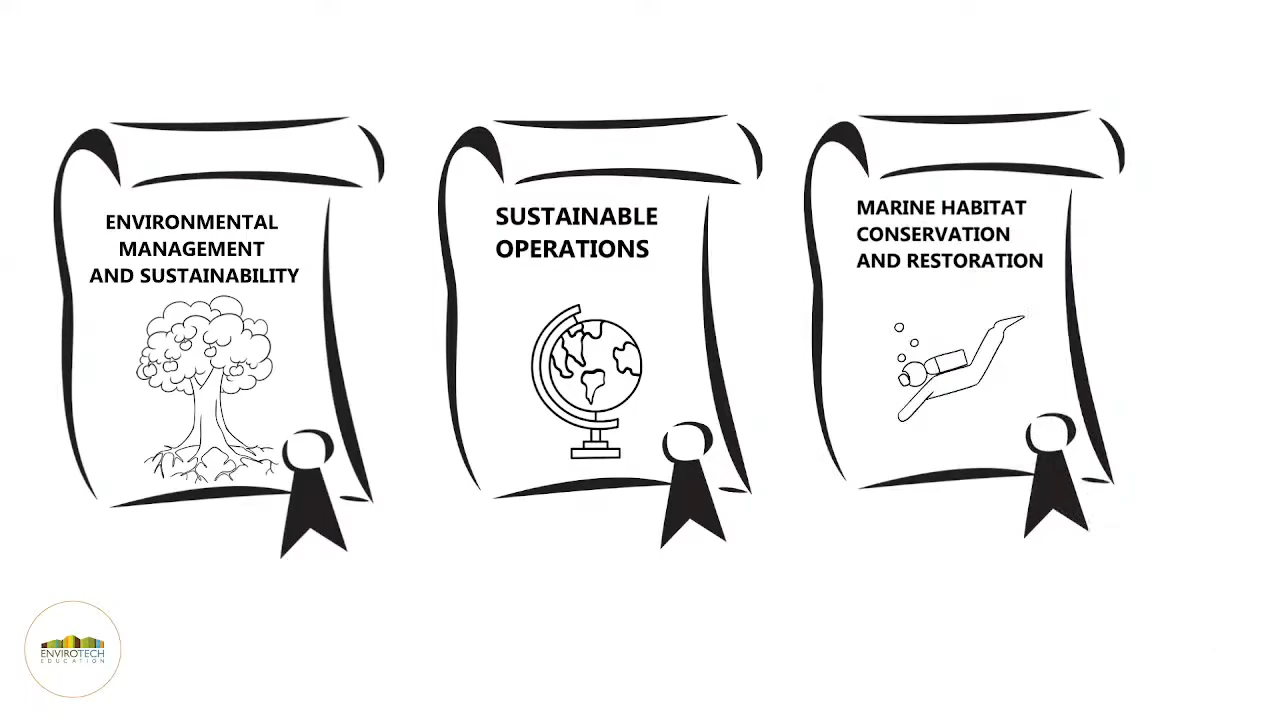 ENVIRONMENTAL
MANAGEMENT
AND SUSTAINABILITY
SUSTAINABLE
OPERATIONS
MARINE HABITAT
CONSERVATION
AND RESTORATION
ENVIROTECH
EDUCATION